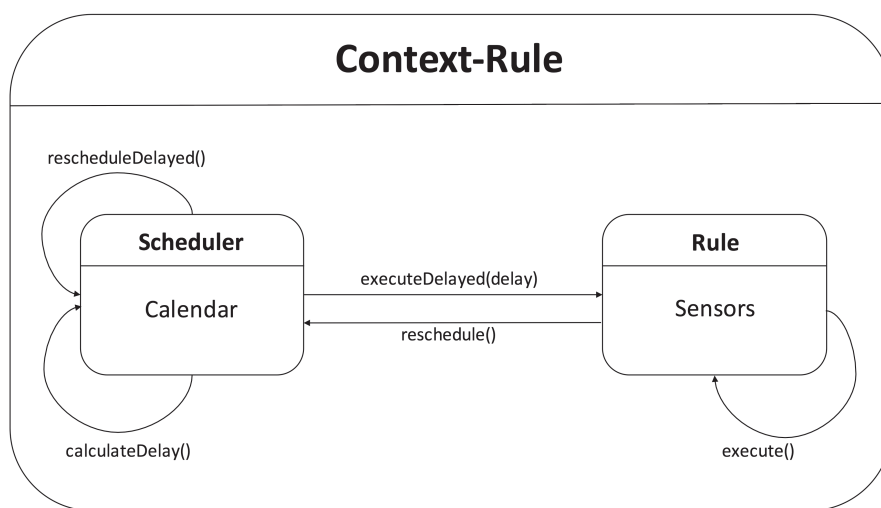 Context-Rule
rescheduleDelayed()
Scheduler
Rule
executeDelayed(delay)
Calendar
Sensors
reschedule()
calculateDelay()
execute()